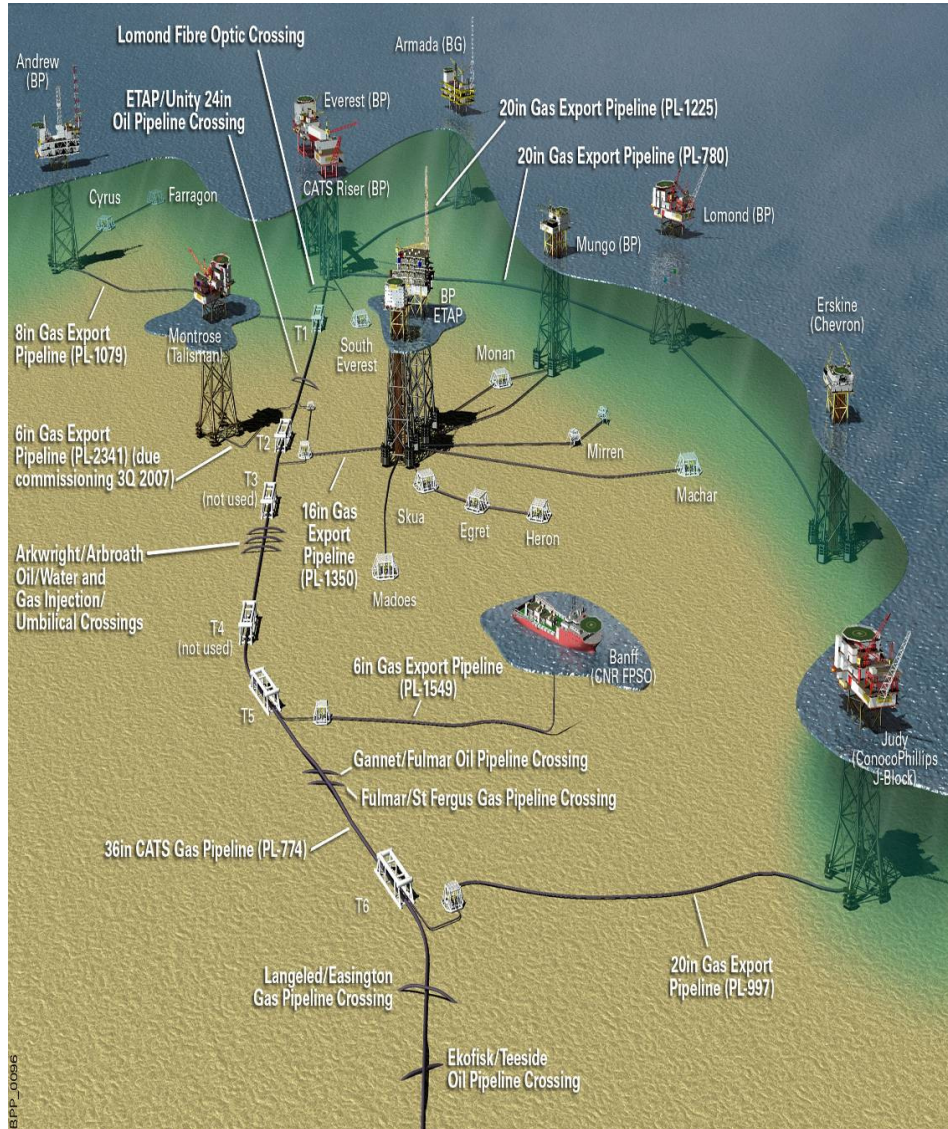 Lomond Fibre Optic Crossing
Armada (BG)
Andrew
(BP)
ETAP/Unity 24in
Oil Pipeline Crossing
Everest (BP)
20in Gas Export Pipeline (PL-1225)
20in Gas Export Pipeline (PL-780)
CATS Riser (BP)
Cyrus
Farragon
Lomond (BP)
Mungo (BP)
BP
ETAP
Erskine
(Chevron)
8in Gas Export
Pipeline (PL-1079)
Montrose
(Talisman)
T1
South
Everest
Monan
6in Gas Export
Pipeline (PL-2341) (due
commissioning 3Q 2007)
T2
Mirren
T3
(not used)
Machar
16in Gas
Export
Pipeline
(PL-1350)
Skua
Egret
Heron
Arkwright/Arbroath
Oil/Water and
Gas Injection/
Umbilical Crossings
Madoes
T4
(not used)
Banff
(CNR FPSO)
6in Gas Export Pipeline
(PL-1549)
T5
Judy
(ConocoPhillips
J-Block)
Gannet/Fulmar Oil Pipeline Crossing
Fulmar/St Fergus Gas Pipeline Crossing
36in CATS Gas Pipeline (PL-774)
T6
20in Gas Export
Pipeline (PL-997)
Langeled/Easington
Gas Pipeline Crossing
Ekofisk/Teeside
Oil Pipeline Crossing
BPP_0096